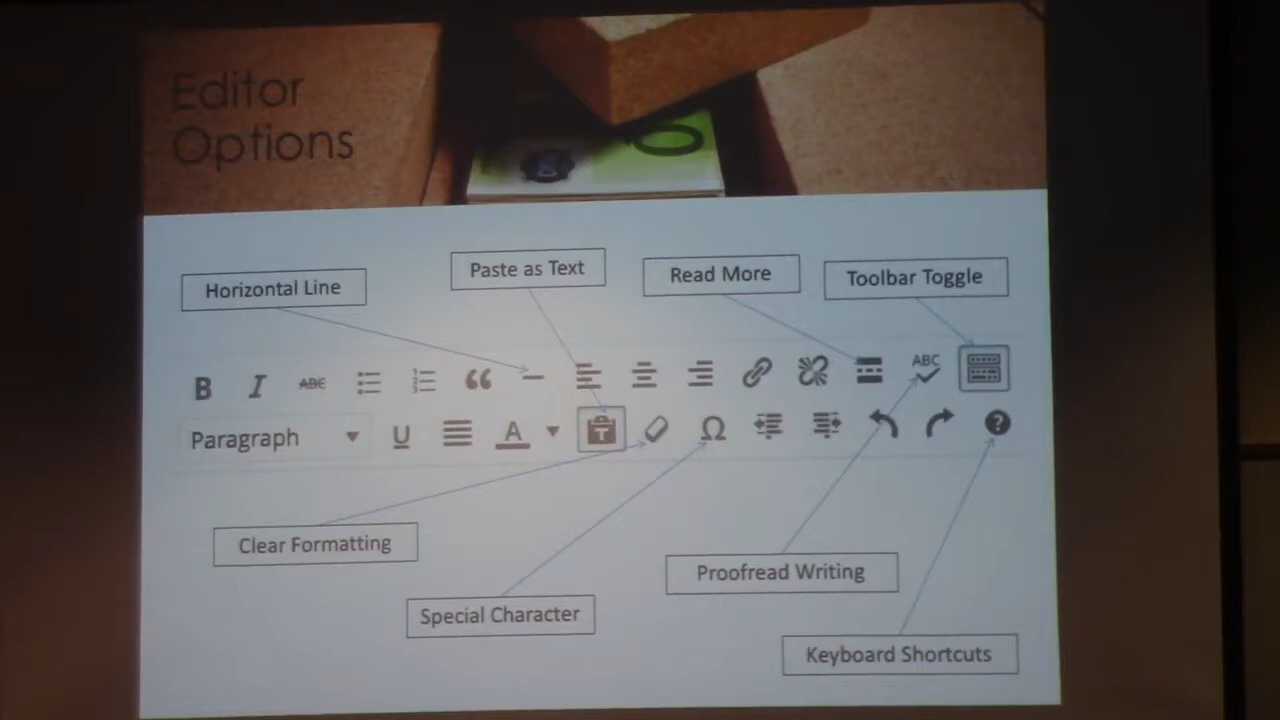 Editor
Options
Horizontal Line
Paste as Text
Read More
Toolbar Toggle
B I ABC “ ABC
Paragraph U A T Ω ?
Clear Formatting
Special Character
Proofread Writing
Keyboard Shortcuts